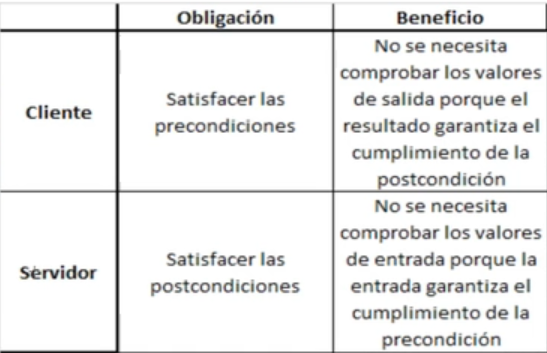 Obligación Beneficio
Cliente
Satisfacer las
precondiciones
No se necesita
comprobar los valores
de salida porque el
resultado garantiza el
cumplimiento de la
postcondición
Servidor
Satisfacer las
postcondiciones
No se necesita
comprobar los valores
de entrada porque la
entrada garantiza el
cumplimiento de la
precondición